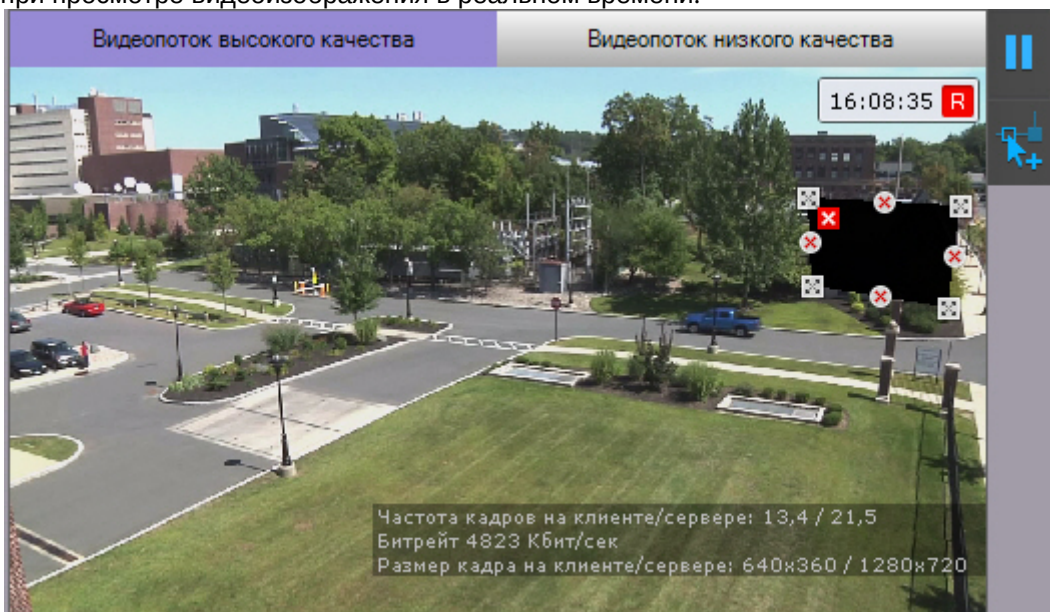 при просмотре видеоизображения в реальном времени.
Видеопоток высокого качества
Видеопоток низкого качества
16:08:35 R
Частота кадров на клиенте/сервере: 13,4 / 21,5
Битрейт 4823 Кбит/сек
Размер кадра на клиенте/сервере: 640x360 / 1280x720